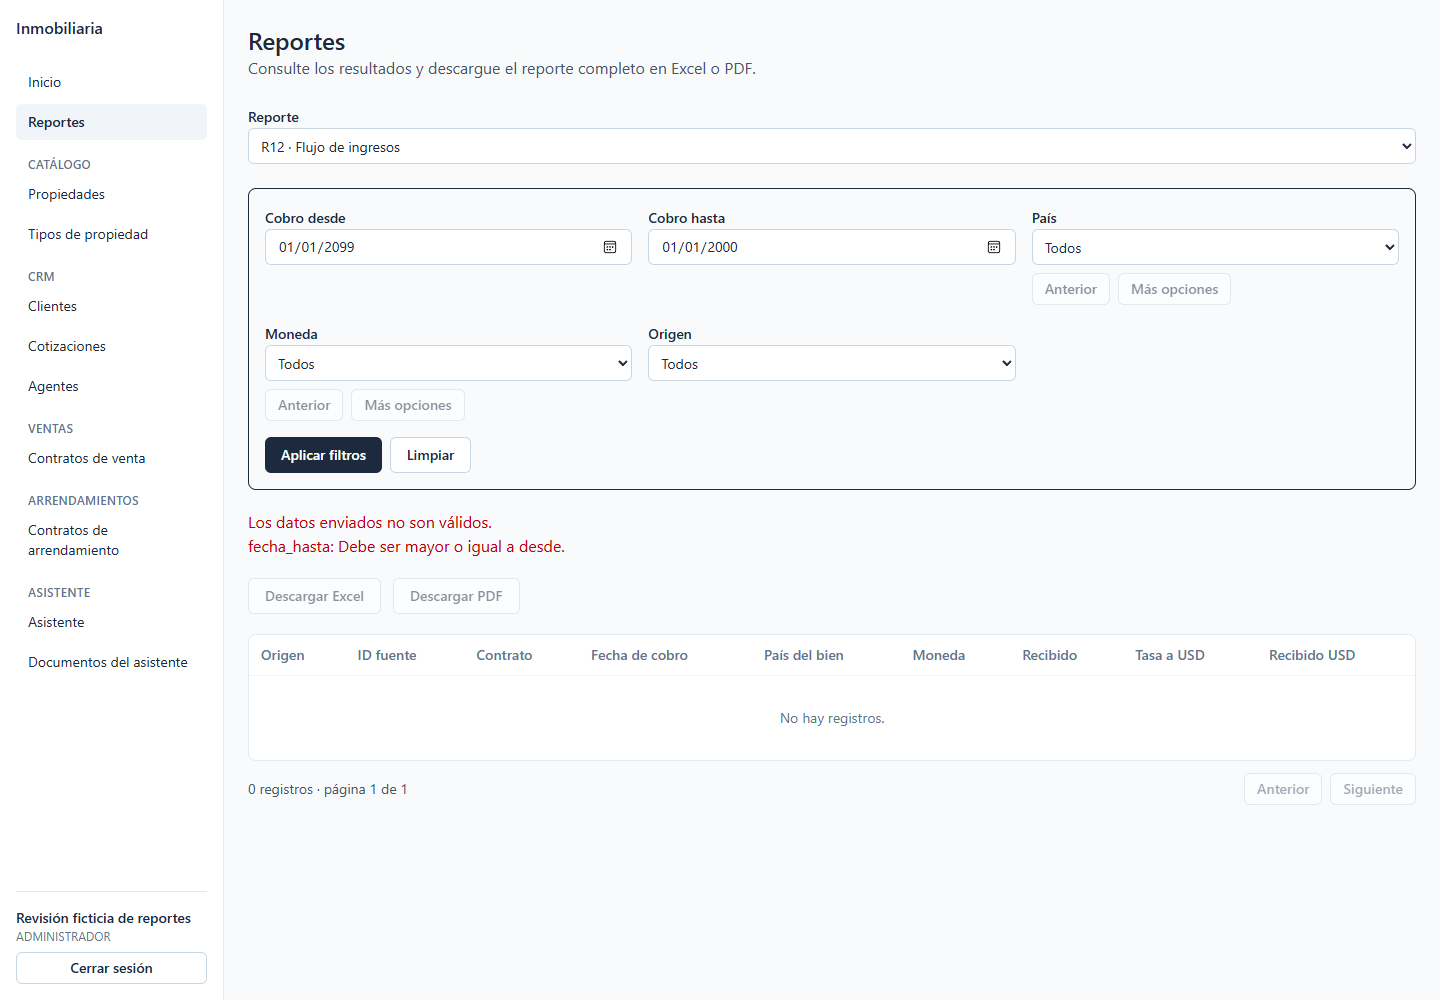 Inmobiliaria
Inicio
Reportes
CATÁLOGO
Propiedades
Tipos de propiedad
CRM
Clientes
Cotizaciones
Agentes
VENTAS
Contratos de venta
ARRENDAMIENTOS
Contratos de
arrendamiento
ASISTENTE
Asistente
Documentos del asistente
Revisión ficticia de reportes
ADMINISTRADOR
Cerrar sesión
Reportes
Consulte los resultados y descargue el reporte completo en Excel o PDF.
Reporte
R12 · Flujo de ingresos
Cobro desde
01/01/2099
Cobro hasta
01/01/2000
País
Todos
Anterior Más opciones
Moneda
Todos
Anterior Más opciones
Origen
Todos
Aplicar filtros Limpiar
Los datos enviados no son válidos.
fecha_hasta: Debe ser mayor o igual a desde.
Descargar Excel Descargar PDF
Origen ID fuente Contrato Fecha de cobro País del bien Moneda Recibido Tasa a USD Recibido USD
No hay registros.
0 registros · página 1 de 1
Anterior Siguiente